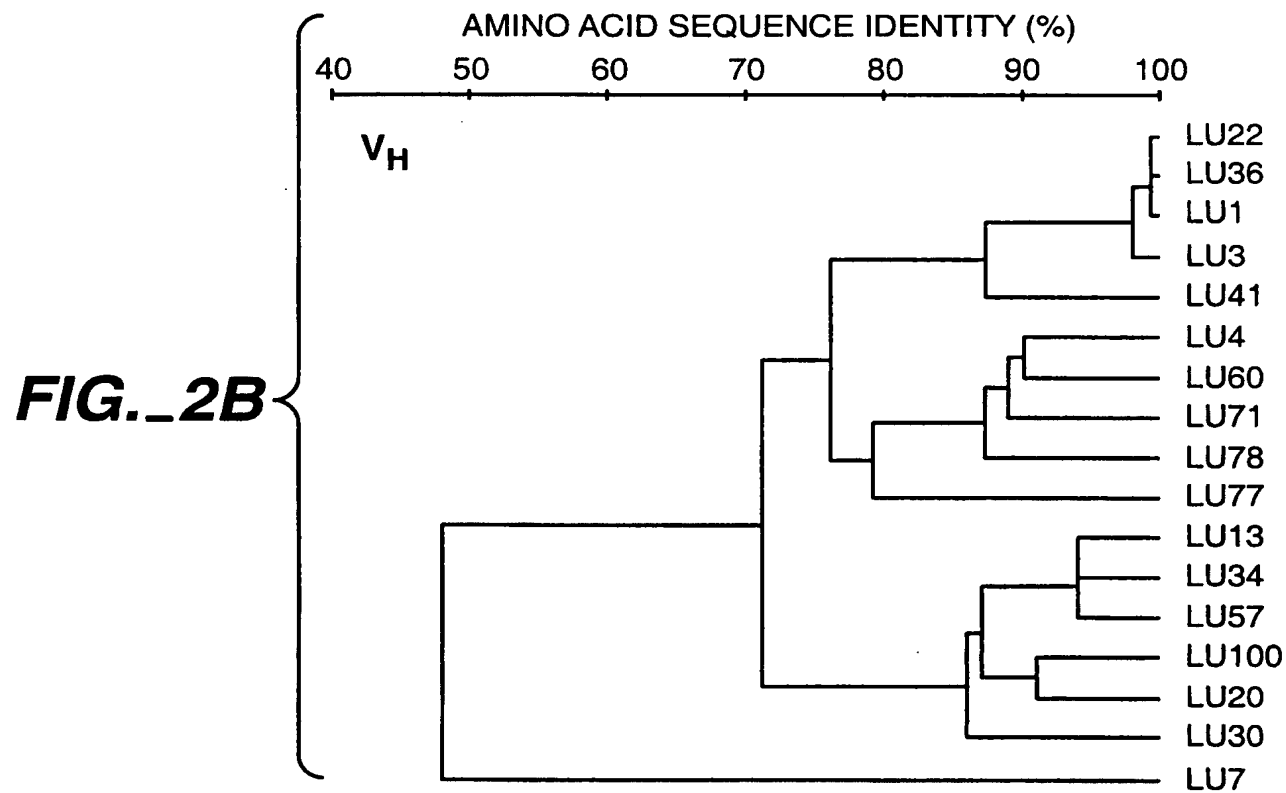 AMINO ACID SEQUENCE IDENTITY (%)
40 50 60 70 80 90 100
VH
LU22
LU36
LU1
LU3
LU41
LU4
LU60
FIG._2B
LU71
LU78
LU77
LU13
LU34
LU57
LU100
LU20
LU30
LU7